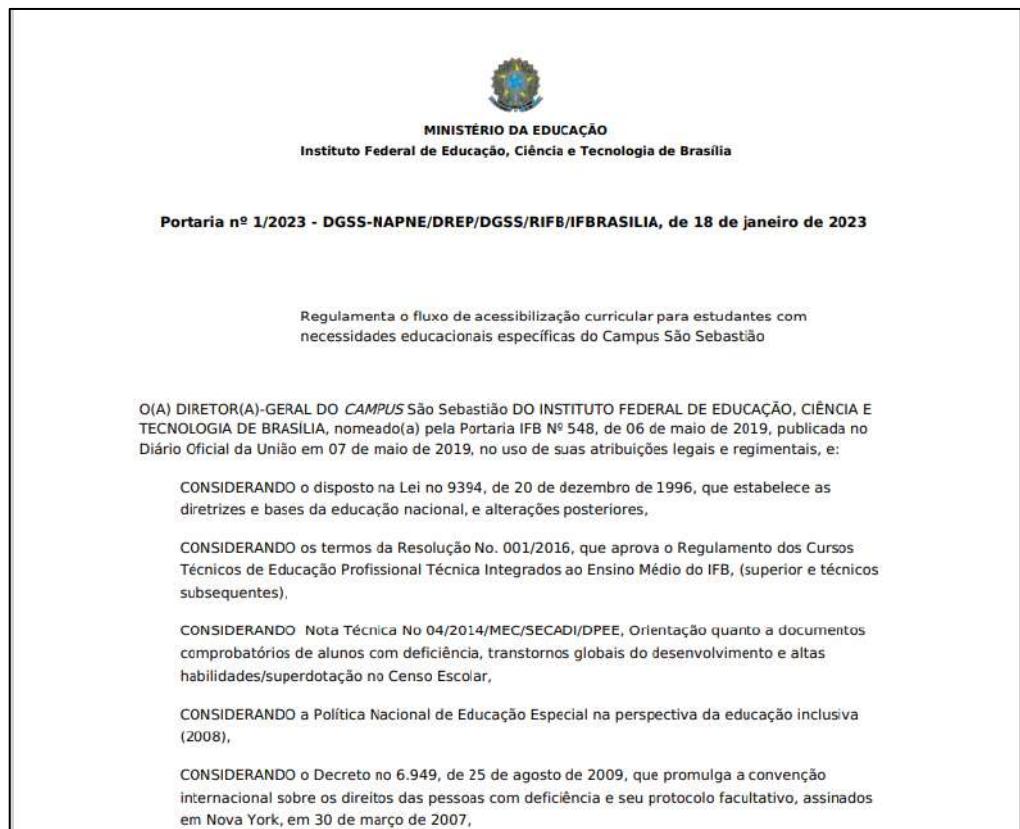 MINISTÉRIO DA EDUCAÇÃO
Instituto Federal de Educação, Ciência e Tecnologia de Brasília
Portaria nº 1/2023 - DGSS-NAPNE/DREP/DGSS/RIFB/IFBRASILIA, de 18 de janeiro de 2023
Regulamenta o fluxo de acessibilização curricular para estudantes com
necessidades educacionais específicas do Campus São Sebastião
O(A) DIRETOR(A)-GERAL DO CAMPUS São Sebastião DO INSTITUTO FEDERAL DE EDUCAÇÃO, CIÊNCIA E
TECNOLOGIA DE BRASÍLIA, nomeado(a) pela Portaria IFB Nº 548, de 06 de maio de 2019, publicada no
Diário Oficial da União em 07 de maio de 2019, no uso de suas atribuições legais e regimentais, e:
CONSIDERANDO o disposto na Lei no 9394, de 20 de dezembro de 1996, que estabelece as
diretrizes e bases da educação nacional, e alterações posteriores,
CONSIDERANDO os termos da Resolução No. 001/2016, que aprova o Regulamento dos Cursos
Técnicos de Educação Profissional Técnica Integrados ao Ensino Médio do IFB, (superior e técnicos
subsequentes),
CONSIDERANDO Nota Técnica No 04/2014/MEC/SECADI/DPEE, Orientação quanto a documentos
comprobatórios de alunos com deficiência, transtornos globais do desenvolvimento e altas
habilidades/superdotação no Censo Escolar,
CONSIDERANDO a Política Nacional de Educação Especial na perspectiva da educação inclusiva
(2008),
CONSIDERANDO o Decreto no 6.949, de 25 de agosto de 2009, que promulga a convenção
internacional sobre os direitos das pessoas com deficiência e seu protocolo facultativo, assinados
em Nova York, em 30 de março de 2007,